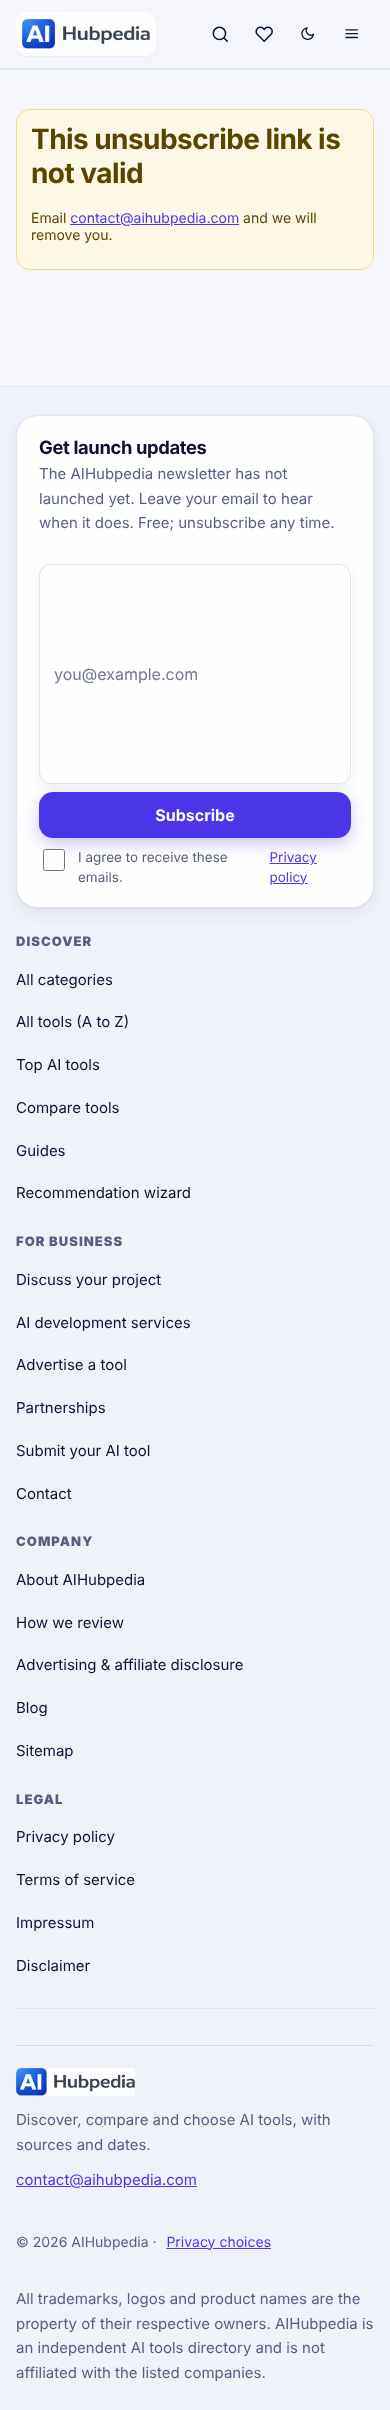 AI Hubpedia
This unsubscribe link is
not valid
Email contact@aihubpedia.com and we will
remove you.
Get launch updates
The AIHubpedia newsletter has not
launched yet. Leave your email to hear
when it does. Free; unsubscribe any time.
you@example.com
Subscribe
I agree to receive these
emails.
Privacy
policy
DISCOVER
All categories
All tools (A to Z)
Top AI tools
Compare tools
Guides
Recommendation wizard
FOR BUSINESS
Discuss your project
AI development services
Advertise a tool
Partnerships
Submit your AI tool
Contact
COMPANY
About AIHubpedia
How we review
Advertising & affiliate disclosure
Blog
Sitemap
LEGAL
Privacy policy
Terms of service
Impressum
Disclaimer
AI Hubpedia
Discover, compare and choose AI tools, with
sources and dates.
contact@aihubpedia.com
© 2026 AIHubpedia · Privacy choices
All trademarks, logos and product names are the
property of their respective owners. AIHubpedia is
an independent AI tools directory and is not
affiliated with the listed companies.